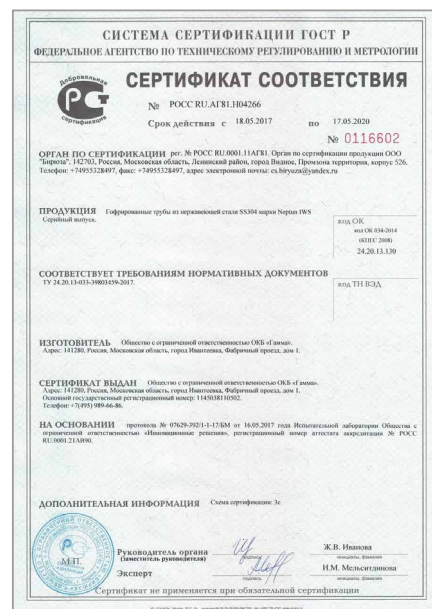 СИСТЕМА СЕРТИФИКАЦИИ ГОСТ Р
ФЕДЕРАЛЬНОЕ АГЕНТСТВО ПО ТЕХНИЧЕСКОМУ РЕГУЛИРОВАНИЮ И МЕТРОЛОГИИ
Добровольная
сертификация
СЕРТИФИКАТ СООТВЕТСТВИЯ
№ РОСС RU.АГ81.Н04266
Срок действия с 18.05.2017 по 17.05.2020
№ 0116602
ОРГАН ПО СЕРТИФИКАЦИИ рег. № РОСС RU.0001.11АГ81. Орган по сертификации продукции ООО
"Бирюза". 142703, Россия, Московская область, Ленинский район, город Видное, Промзона территория, корпус 526.
Телефон: +74955328497, факс: +74955328497, адрес электронной почты: cs.biryuza@yandex.ru
ПРОДУКЦИЯ Гофрированные трубы из нержавеющей стали SS304 марки Neptun IWS
Серийный выпуск.
код ОК
код ОК 034-2014
(КПЕС 2008)
24.20.13.130
СООТВЕТСТВУЕТ ТРЕБОВАНИЯМ НОРМАТИВНЫХ ДОКУМЕНТОВ
ТУ 24.20.13-033-39803459-2017.
код ТН ВЭД
ИЗГОТОВИТЕЛЬ Общество с ограниченной ответственностью ОКБ «Гамма».
Адрес: 141280, Россия, Московская область, город Ивантеевка, Фабричный проезд, дом 1.
СЕРТИФИКАТ ВЫДАН Общество с ограниченной ответственностью ОКБ «Гамма».
Адрес: 141280, Россия, Московская область, город Ивантеевка, Фабричный проезд, дом 1.
Основной государственный регистрационный номер: 1145038110502.
Телефон: +7(495) 989-66-86.
НА ОСНОВАНИИ протокола № 07629-392/1-1-17/БМ от 16.05.2017 года Испытательной лаборатории Общества с
ограниченной ответственностью «Инновационные решения», регистрационный номер аттестата аккредитации № РОСС
RU.0001.21АВ90.
ДОПОЛНИТЕЛЬНАЯ ИНФОРМАЦИЯ Схема сертификации: 3с
М.П.
Руководитель органа
(заместитель руководителя)
подпись
Ж.В. Иванова
инициалы, фамилия
Эксперт
подпись
Н.М. Мельситдинова
инициалы, фамилия
Сертификат не применяется при обязательной сертификации